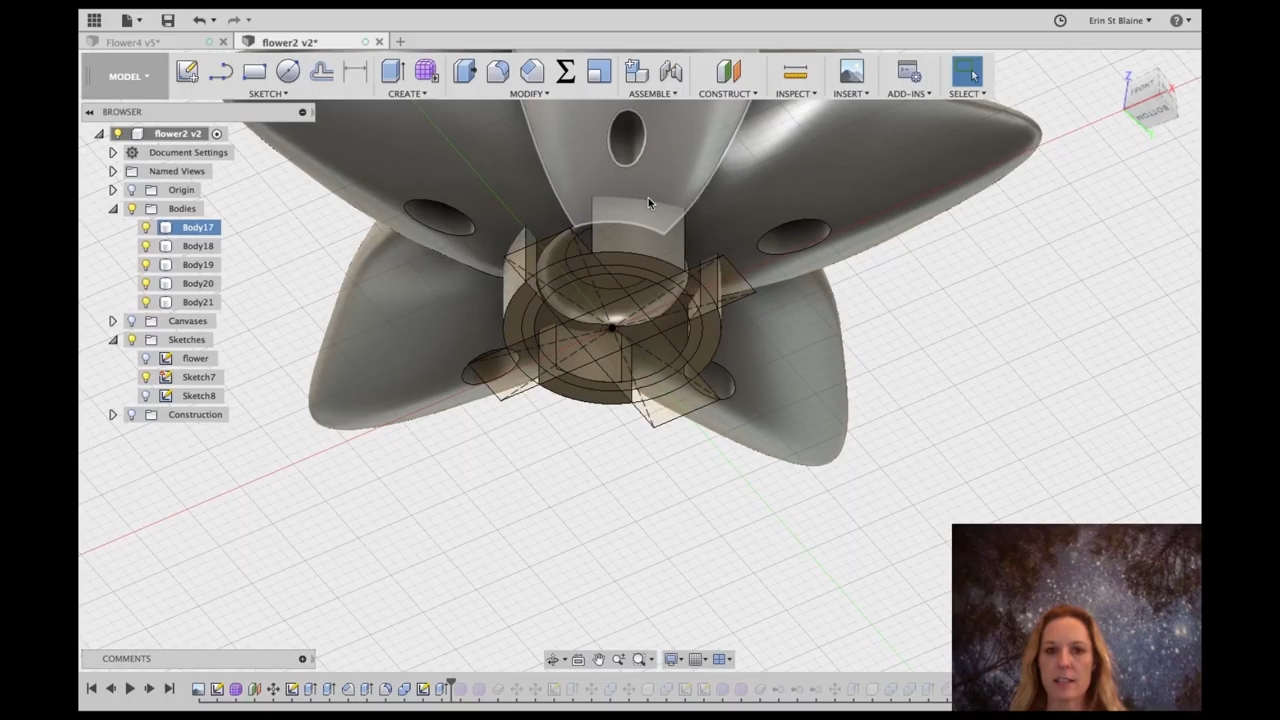 Erin St Blaine
Flower4 v5*
flower2 v2*
MODEL
SKETCH
CREATE
MODIFY
ASSEMBLE
CONSTRUCT
INSPECT
INSERT
ADD-INS
SELECT
BROWSER
flower2 v2
Document Settings
Named Views
Origin
Bodies
Body17
Body18
Body19
Body20
Body21
Canvases
Sketches
flower
Sketch7
Sketch8
Construction
Z
X
Y
FRONT
BOTTOM
COMMENTS